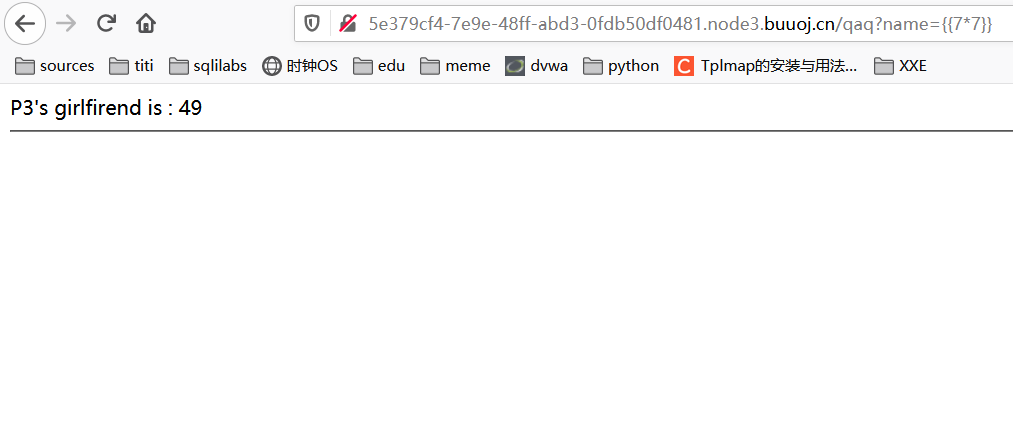 5e379cf4-7e9e-48ff-abd3-0fdb50df0481.node3.buuoj.cn/qaq?name={{7*7}}
sources titi sqlilabs 时钟OS edu meme dvwa python C Tplmap的安装与用法... XXE
P3's girlfirend is : 49